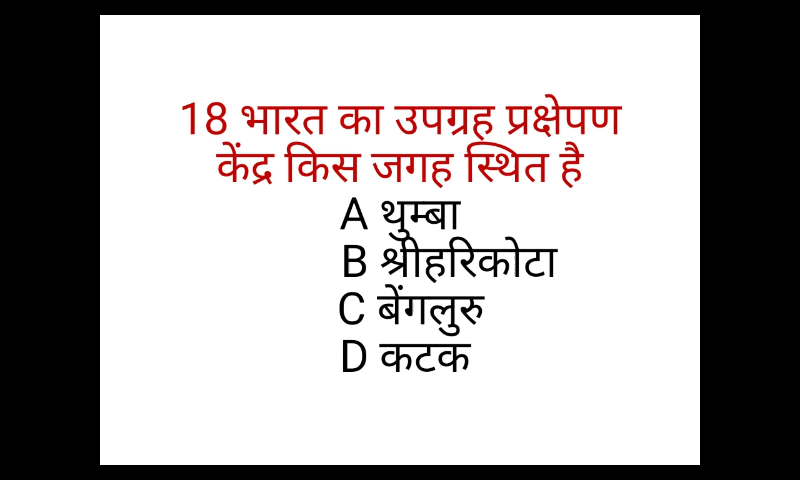 18 भारत का उपग्रह प्रक्षेपण
केंद्र किस जगह स्थित है
A थुम्बा
B श्रीहरिकोटा
C बेंगलुरु
D कटक